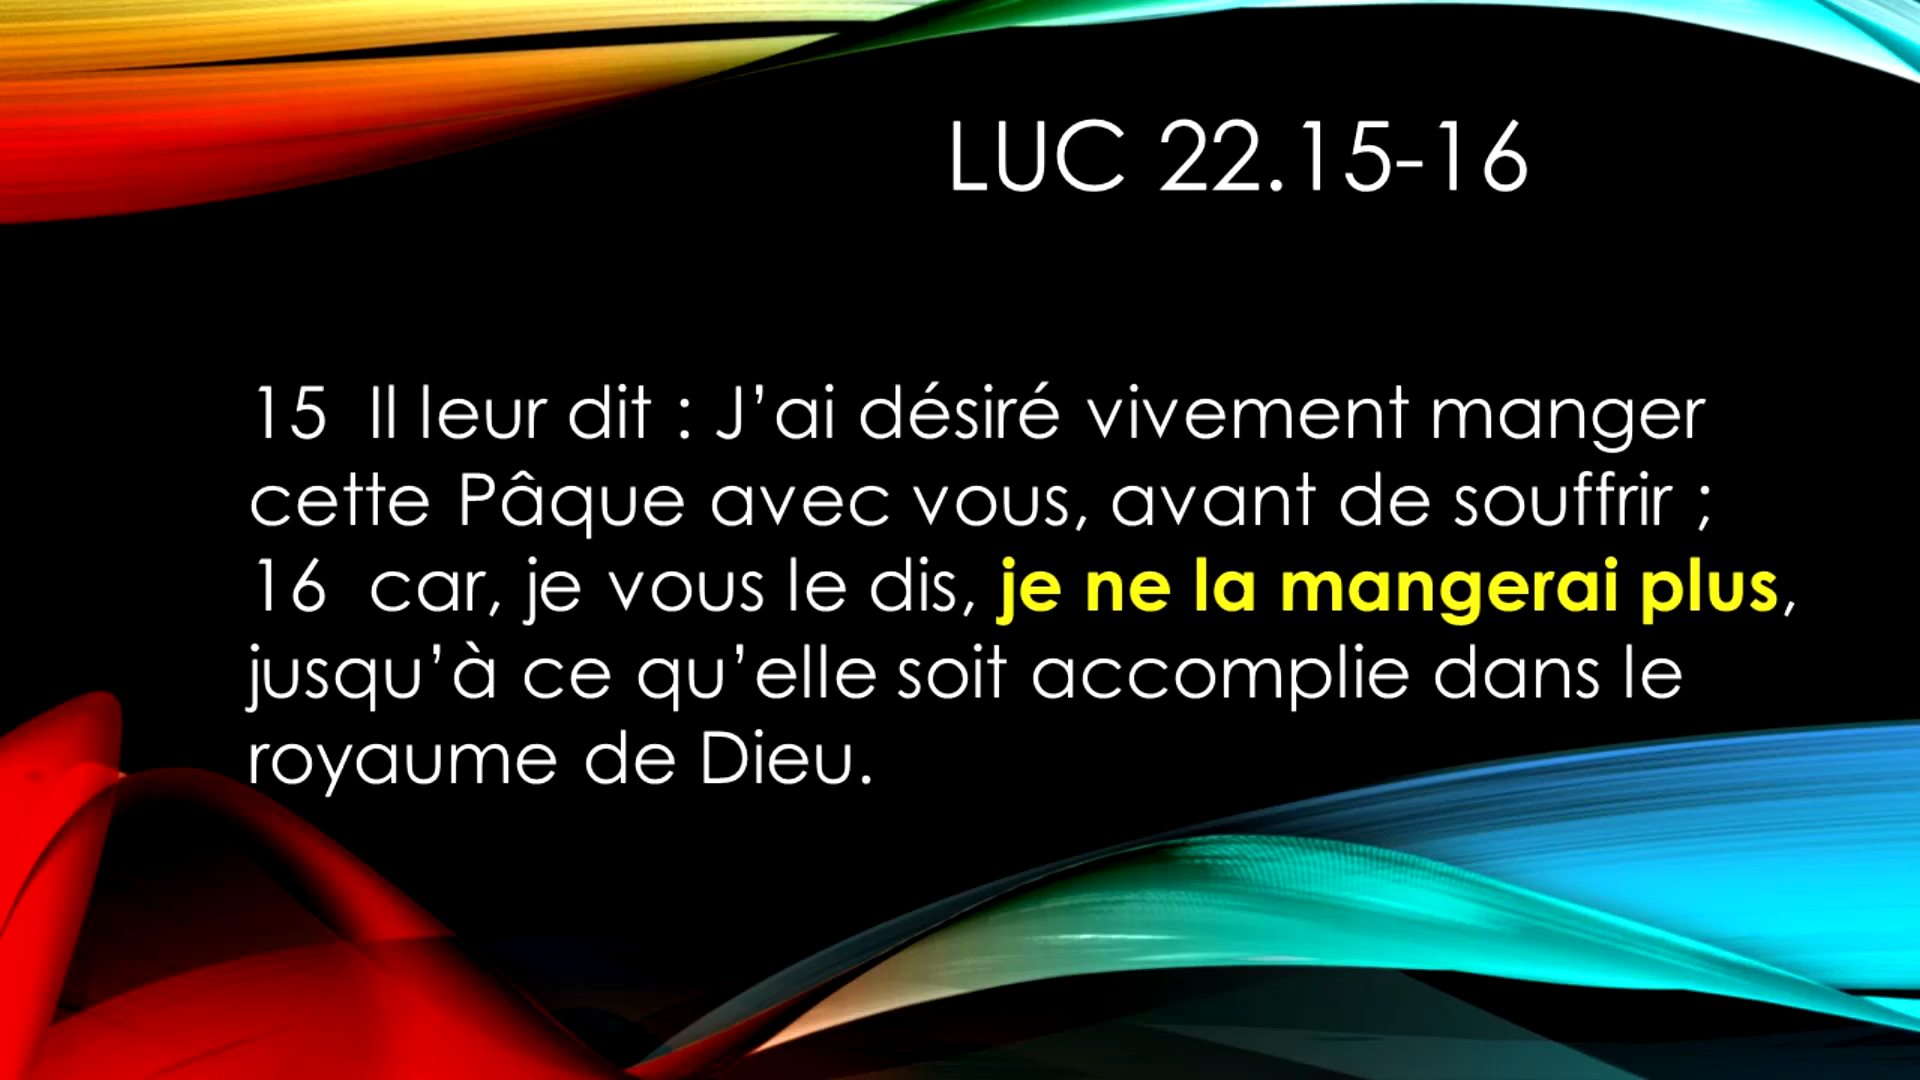 LUC 22.15-16
15 Il leur dit : J’ai désiré vivement manger
cette Pâque avec vous, avant de souffrir ;
16 car, je vous le dis, je ne la mangerai plus,
jusqu’à ce qu’elle soit accomplie dans le
royaume de Dieu.